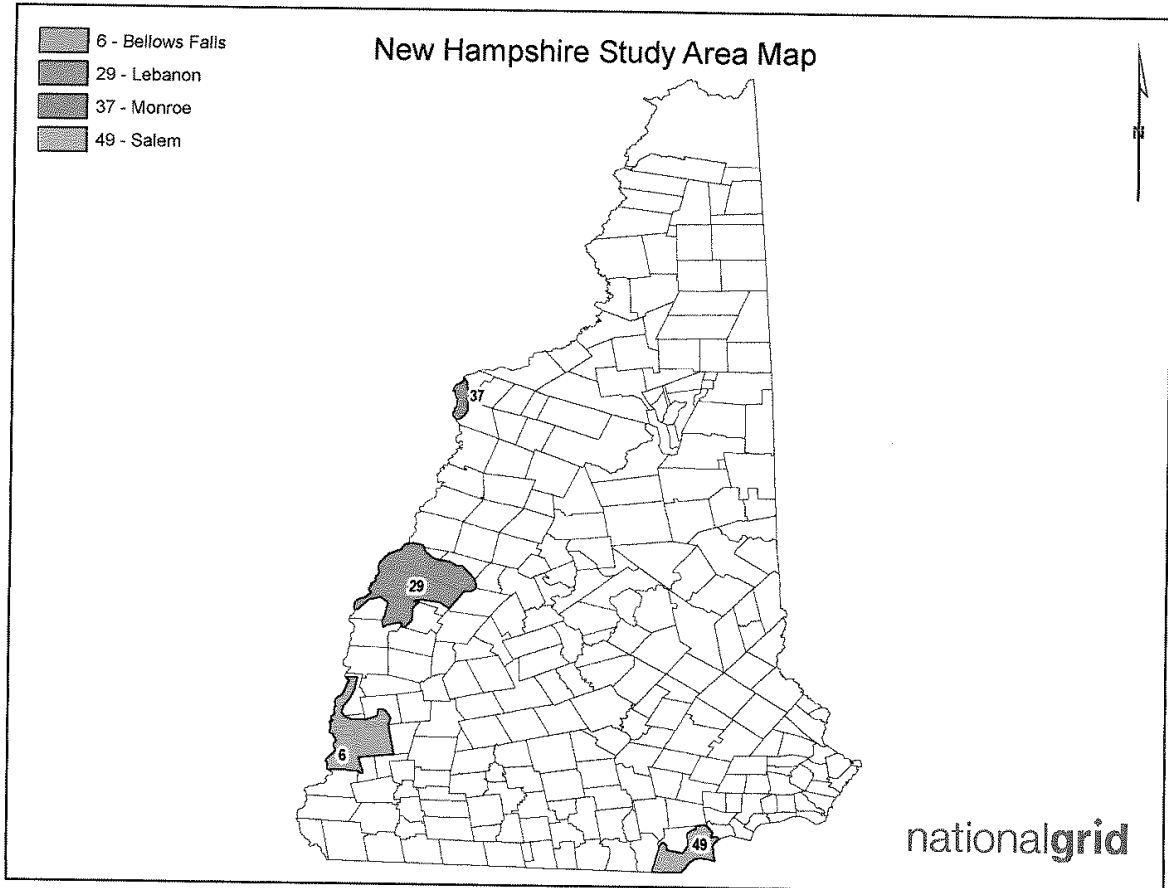 New Hampshire Study Area Map
6 - Bellows Falls
29 - Lebanon
37 - Monroe
49 - Salem
N
37
29
6
49
nationalgrid